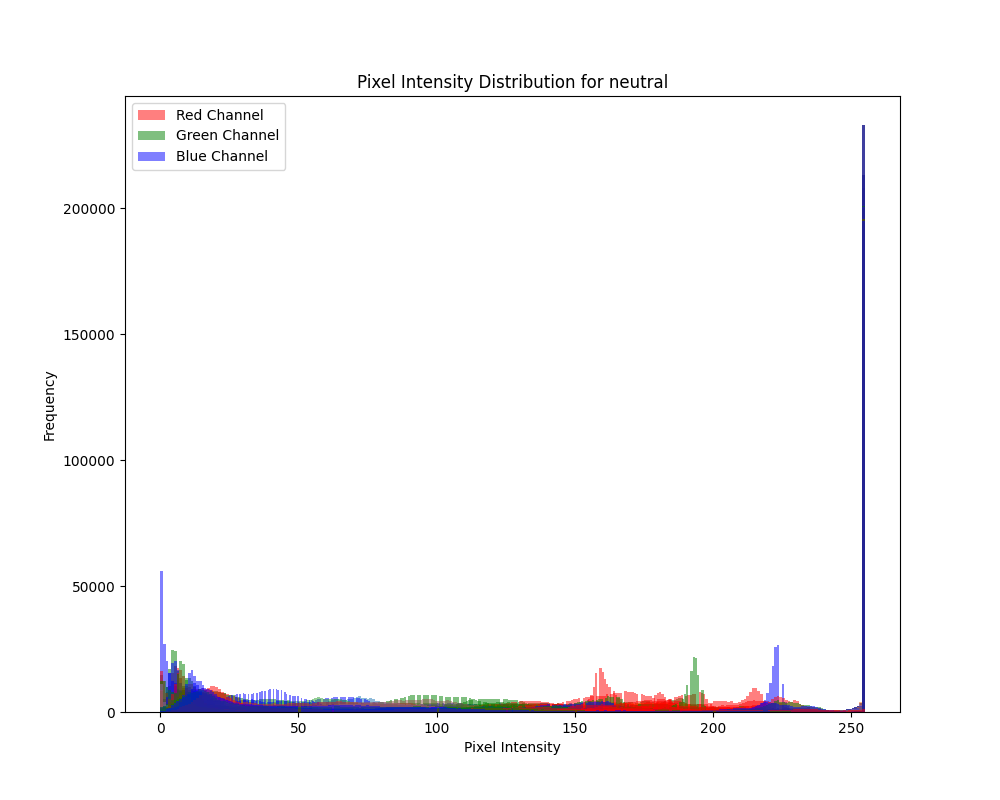 Pixel Intensity Distribution for neutral
Red Channel
Green Channel
Blue Channel
200000
150000
100000
50000
0
Frequency
0 50 100 150 200 250
Pixel Intensity